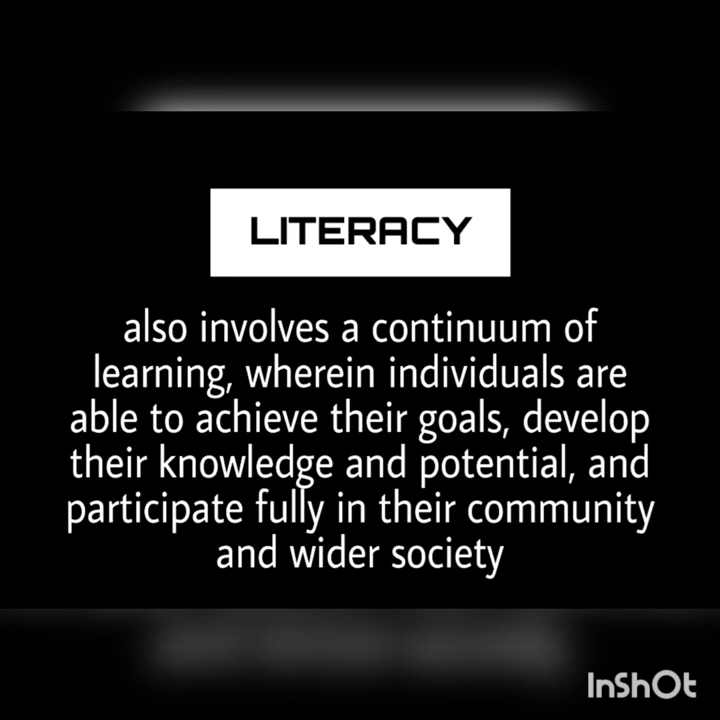 LITERACY
also involves a continuum of
learning, wherein individuals are
able to achieve their goals, develop
their knowledge and potential, and
participate fully in their community
and wider society
InShOt